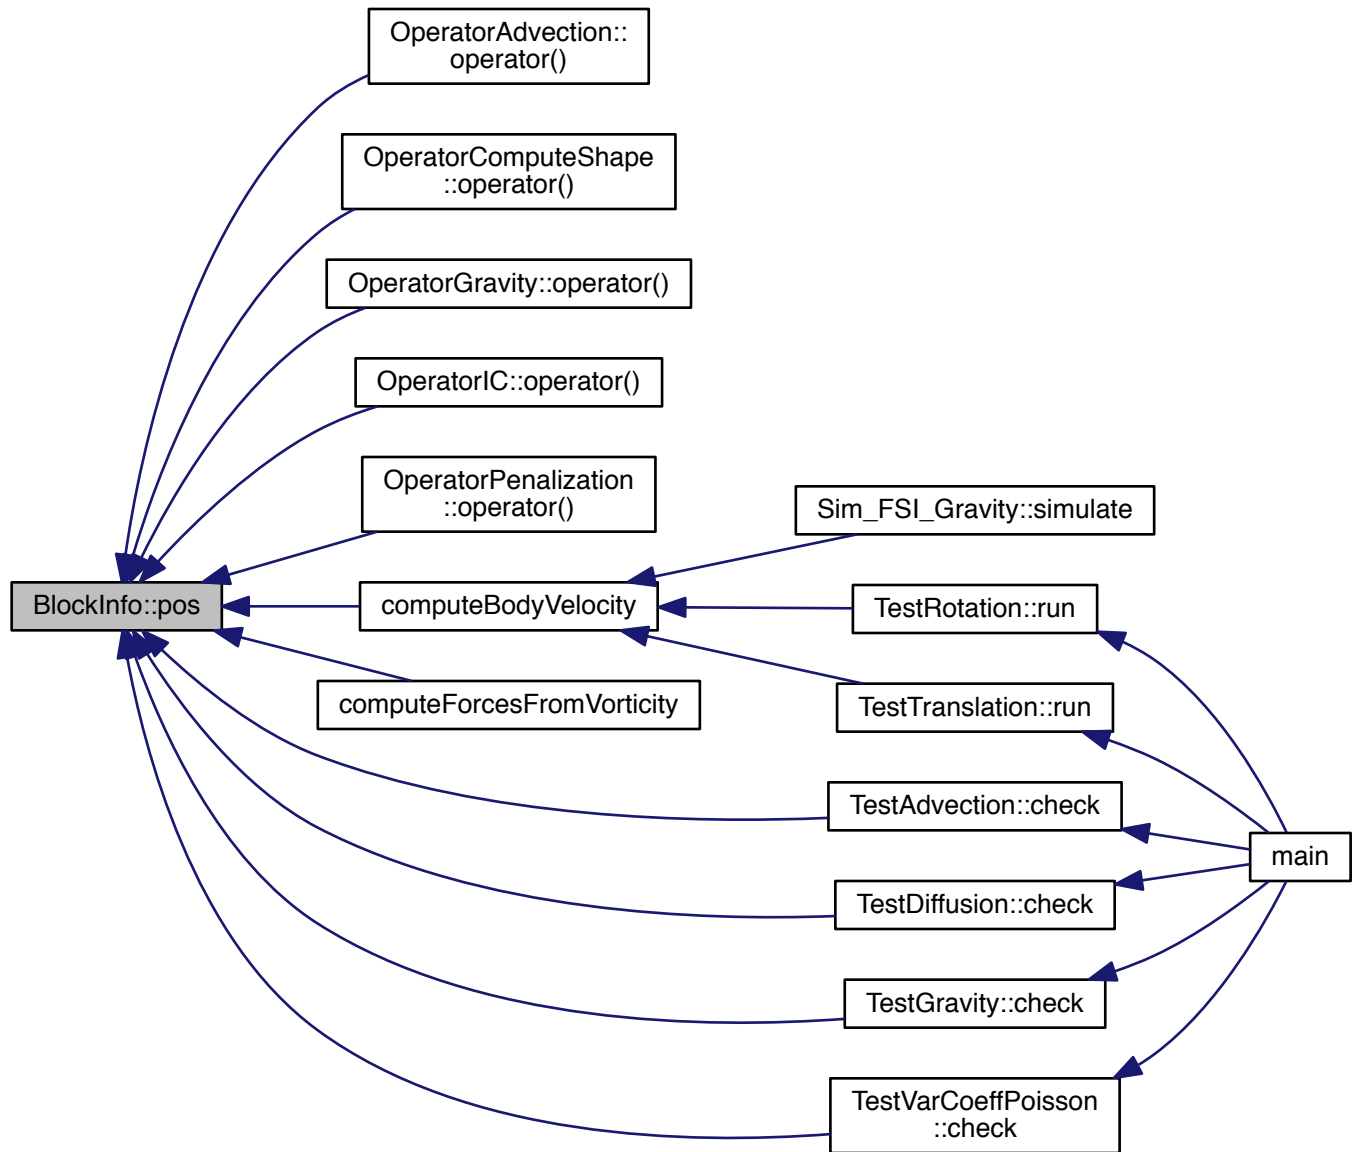 OperatorAdvection::
operator()
OperatorComputeShape
::operator()
OperatorGravity::operator()
OperatorIC::operator()
OperatorPenalization
::operator()
Sim_FSI_Gravity::simulate
BlockInfo::pos
computeBodyVelocity
TestRotation::run
computeForcesFromVorticity
TestTranslation::run
TestAdvection::check
main
TestDiffusion::check
TestGravity::check
TestVarCoeffPoisson
::check